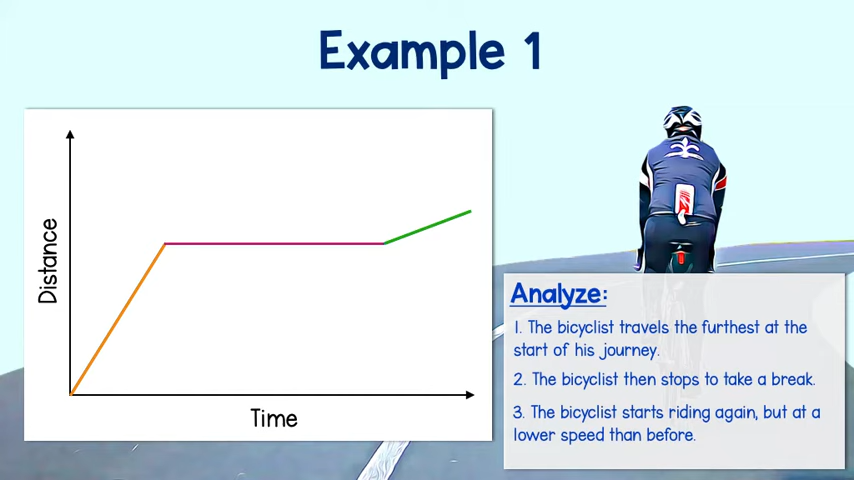 Example 1
Distance
Time
Analyze:
1. The bicyclist travels the furthest at the
start of his journey.
2. The bicyclist then stops to take a break.
3. The bicyclist starts riding again, but at a
lower speed than before.